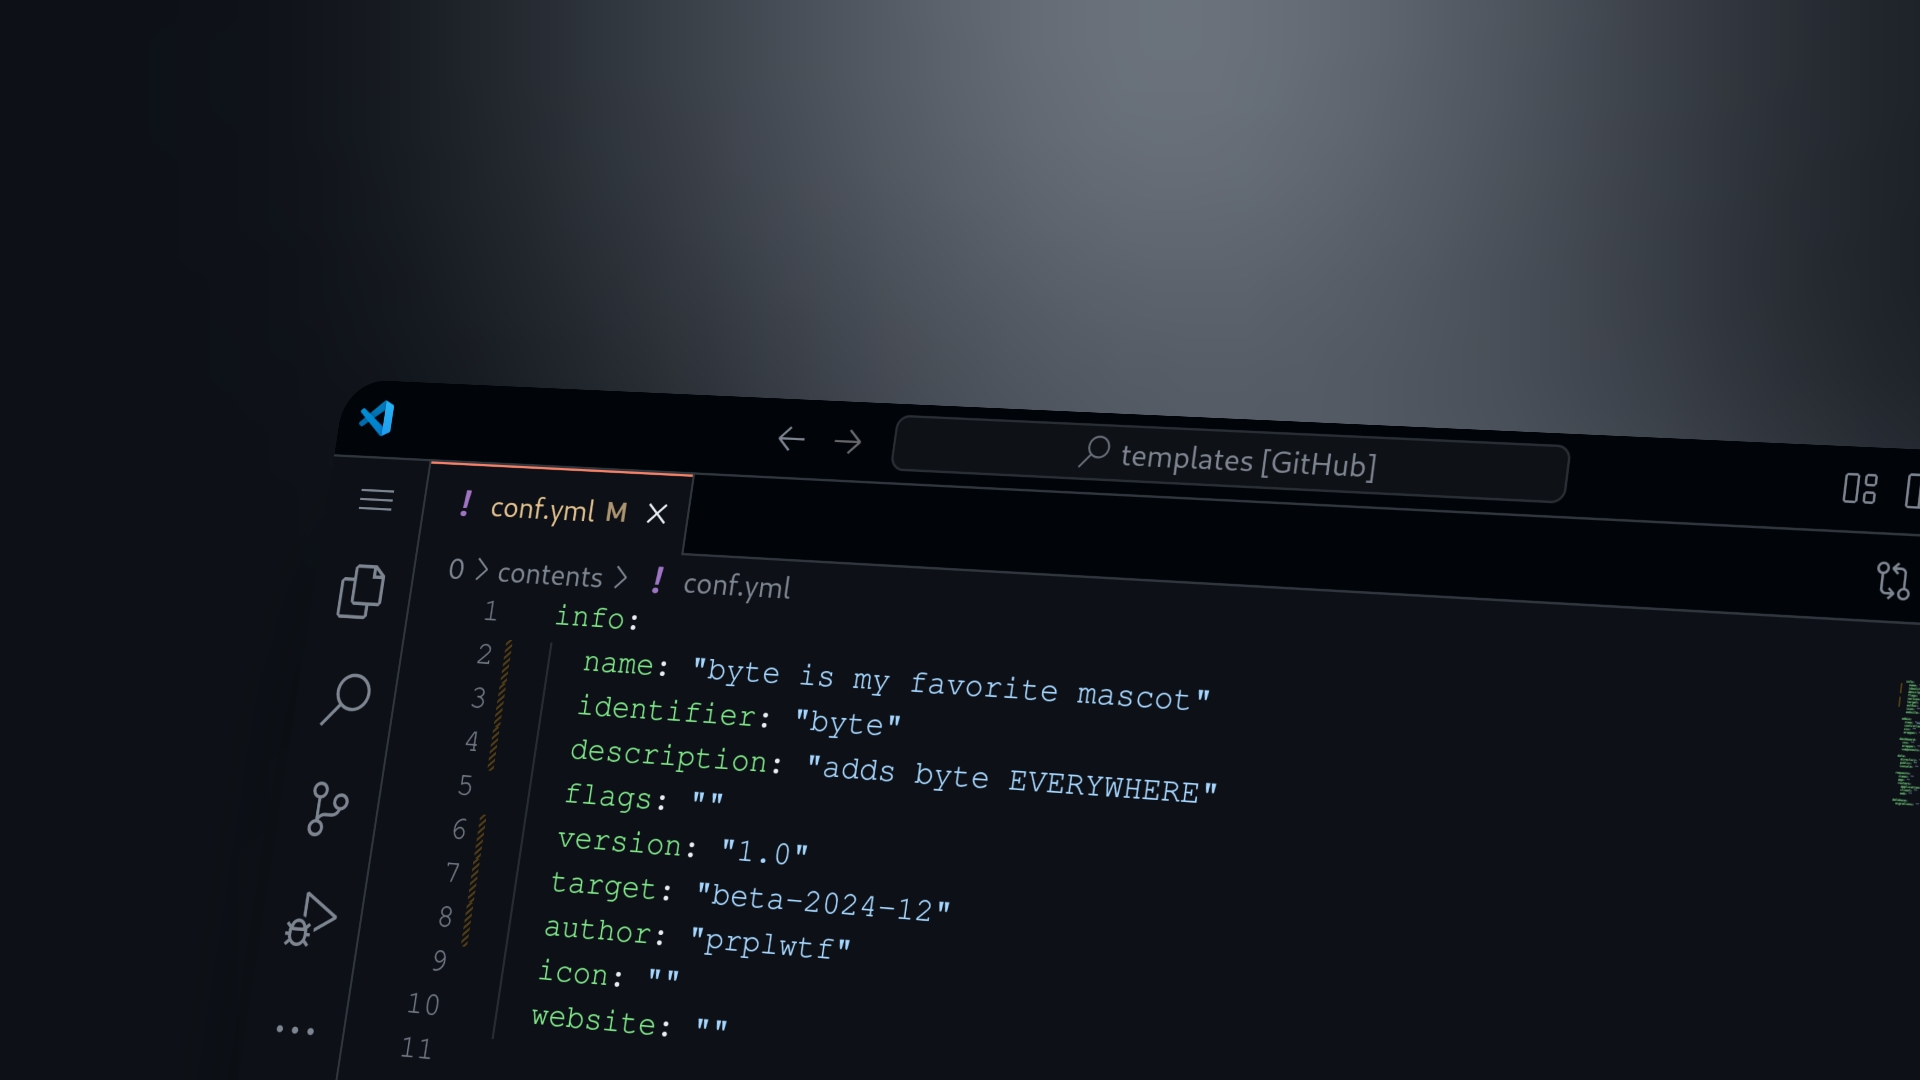 templates [GitHub]
! conf.yml M
0 > contents > ! conf.yml
1 info:
2 name: "byte is my favorite mascot"
3 identifier: "byte"
4 description: "adds byte EVERYWHERE"
5 flags: ""
6 version: "1.0"
7 target: "beta-2024-12"
8 author: "prplwtf"
9 icon: ""
10 website: ""
11